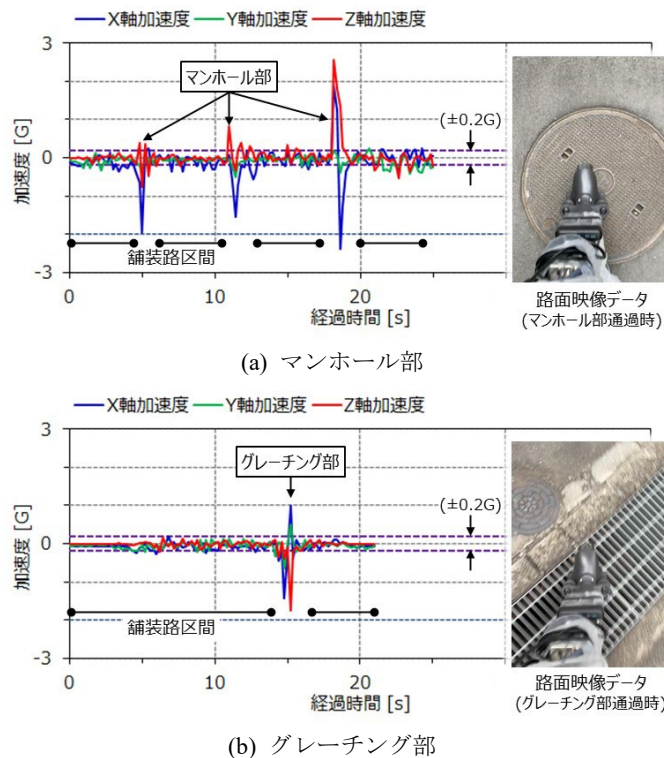 X軸加速度 Y軸加速度 Z軸加速度
3
マンホール部
(±0.2G)
加速度 [G]
0
舗装路区間
-3
0 10 20
経過時間 [s]
路面映像データ
(マンホール部通過時)
(a) マンホール部
X軸加速度 Y軸加速度 Z軸加速度
3
グレーチング部
(±0.2G)
加速度 [G]
0
舗装路区間
-3
0 10 20
経過時間 [s]
路面映像データ
(グレーチング部通過時)
(b) グレーチング部